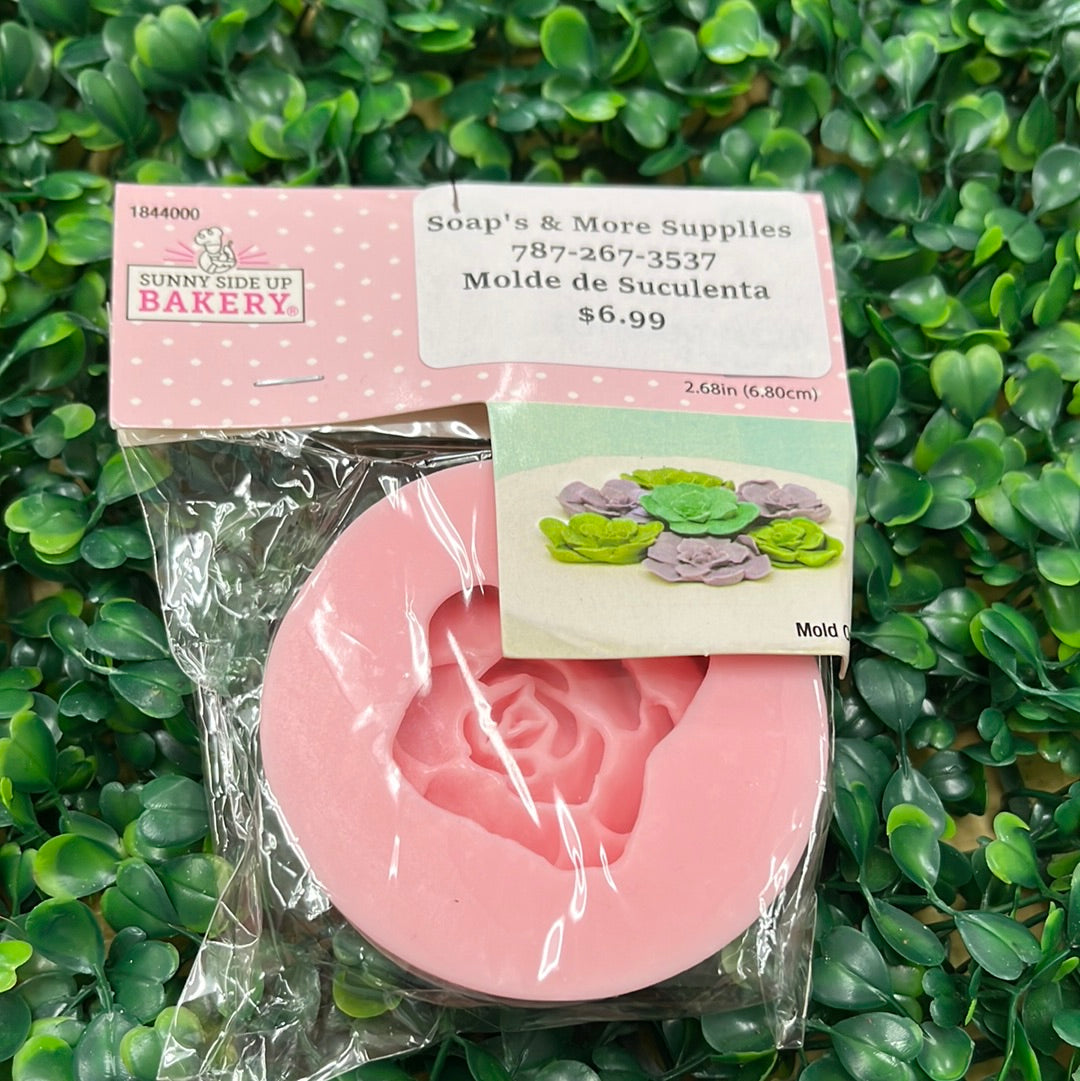 1844000
SUNNY SIDE UP
BAKERY®
Soap's & More Supplies
787-267-3537
Molde de Suculenta
$6.99
2.68in (6.80cm)
Mold